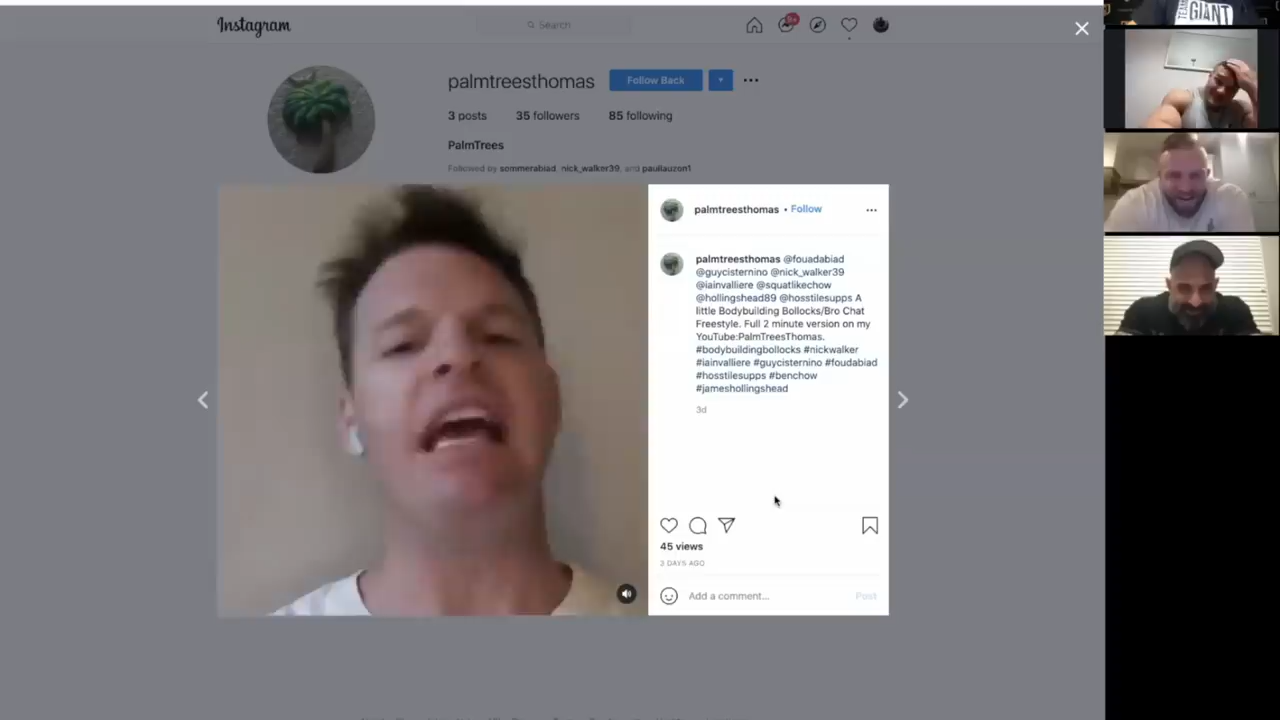 Instagram
Search
TEAM
GIANT
palmtreesthomas
Follow Back
3 posts 35 followers 85 following
PalmTrees
Followed by sommerabiad, nick_walker39, and paullauzon1
palmtreesthomas • Follow
palmtreesthomas @fouadabiad
@guycisternino @nick_walker39
@iainvalliere @squatlikechow
@hollingshead89 @hosstilesupps A
little Bodybuilding Bollocks/Bro Chat
Freestyle. Full 2 minute version on my
YouTube:PalmTreesThomas.
#bodybuildingbollocks #nickwalker
#iainvalliere #guycisternino #foudabiad
#hosstilesupps #benchow
#jameshollingshead
3d
45 views
3 DAYS AGO
Add a comment... Post